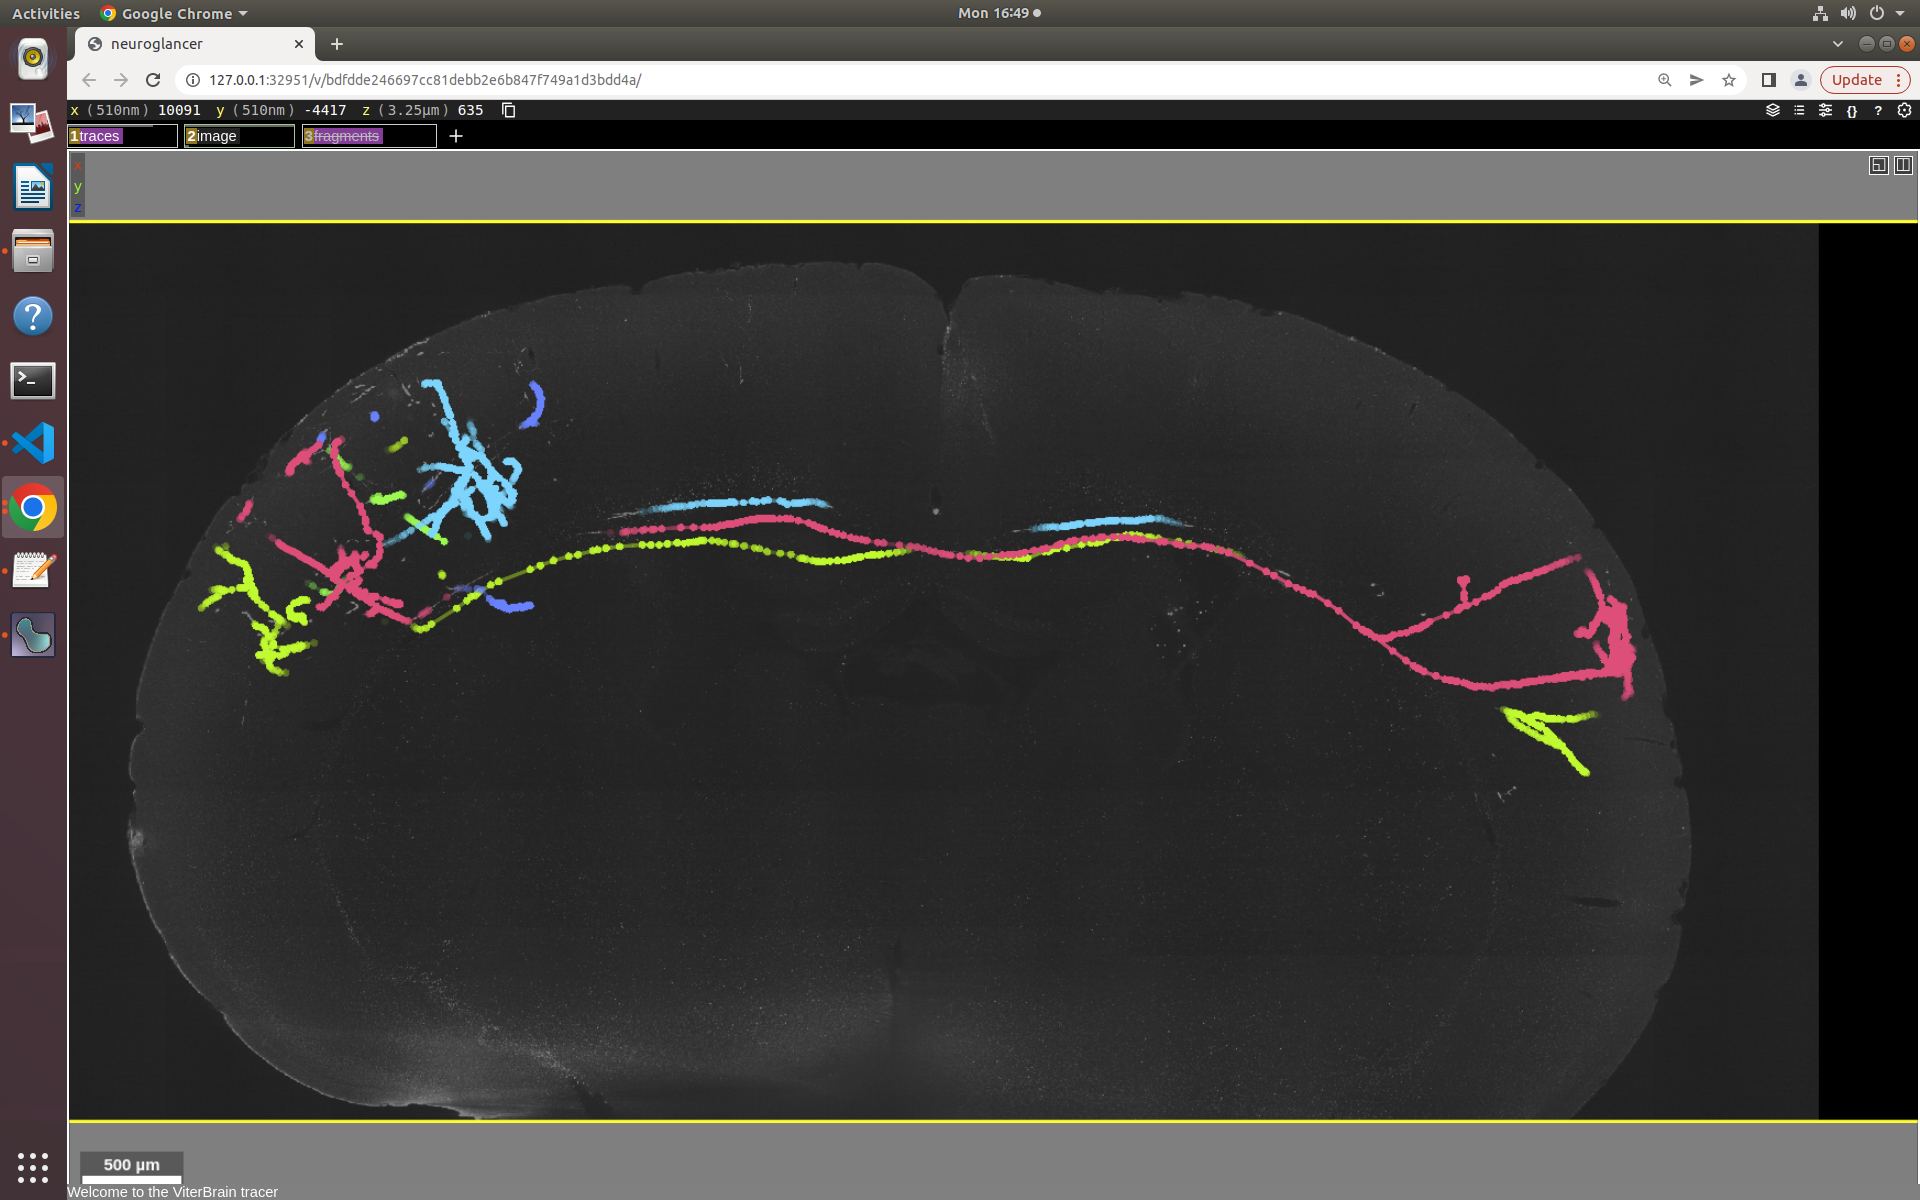 Activities Google Chrome Mon 16:49
neuroglancer
127.0.0.1:32951/v/bdfdde246697cc81debb2e6b847f749a1d3bdd4a/ Update
x (510nm) 10091 y (510nm) -4417 z (3.25µm) 635 {} ?
1traces 2image 3fragments +
x
y
z
500 µm
Welcome to the ViterBrain tracer